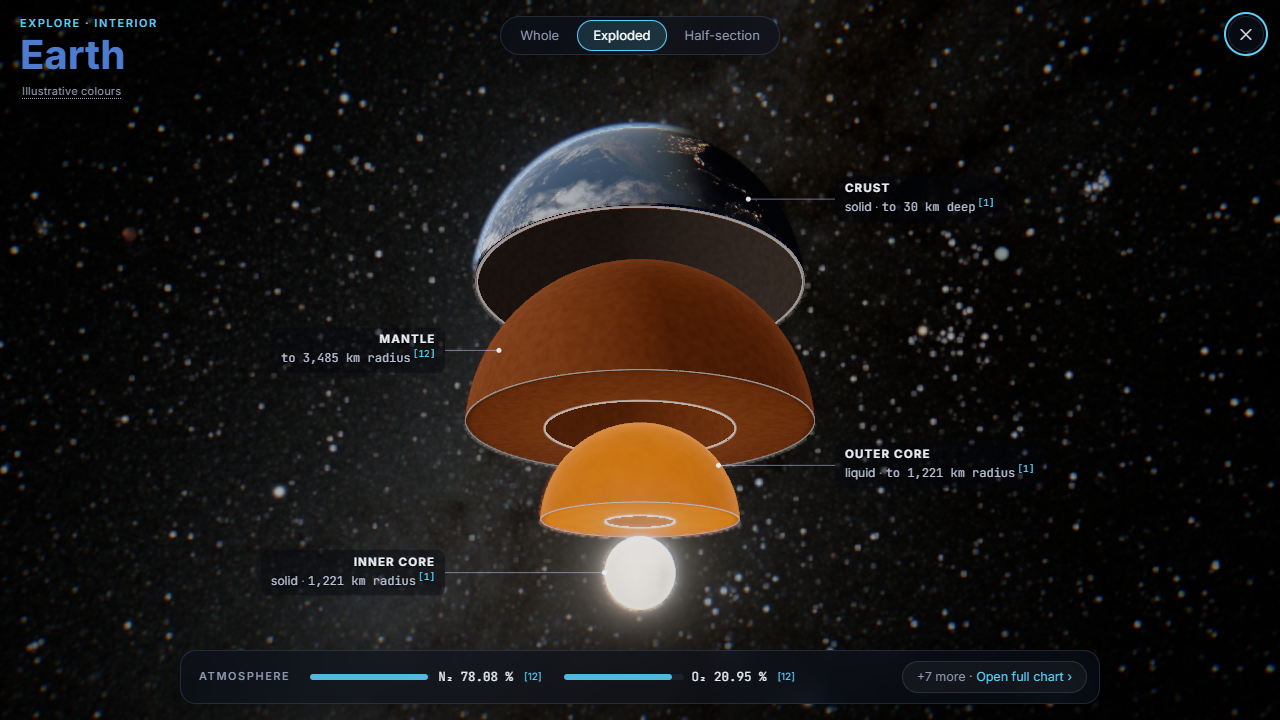 EXPLORE · INTERIOR
Earth
Illustrative colours
Whole
Exploded
Half-section
CRUST
solid · to 30 km deep [1]
MANTLE
to 3,485 km radius [12]
OUTER CORE
liquid · to 1,221 km radius [1]
INNER CORE
solid · 1,221 km radius [1]
ATMOSPHERE
N₂ 78.08 % [12]
O₂ 20.95 % [12]
+7 more · Open full chart ›